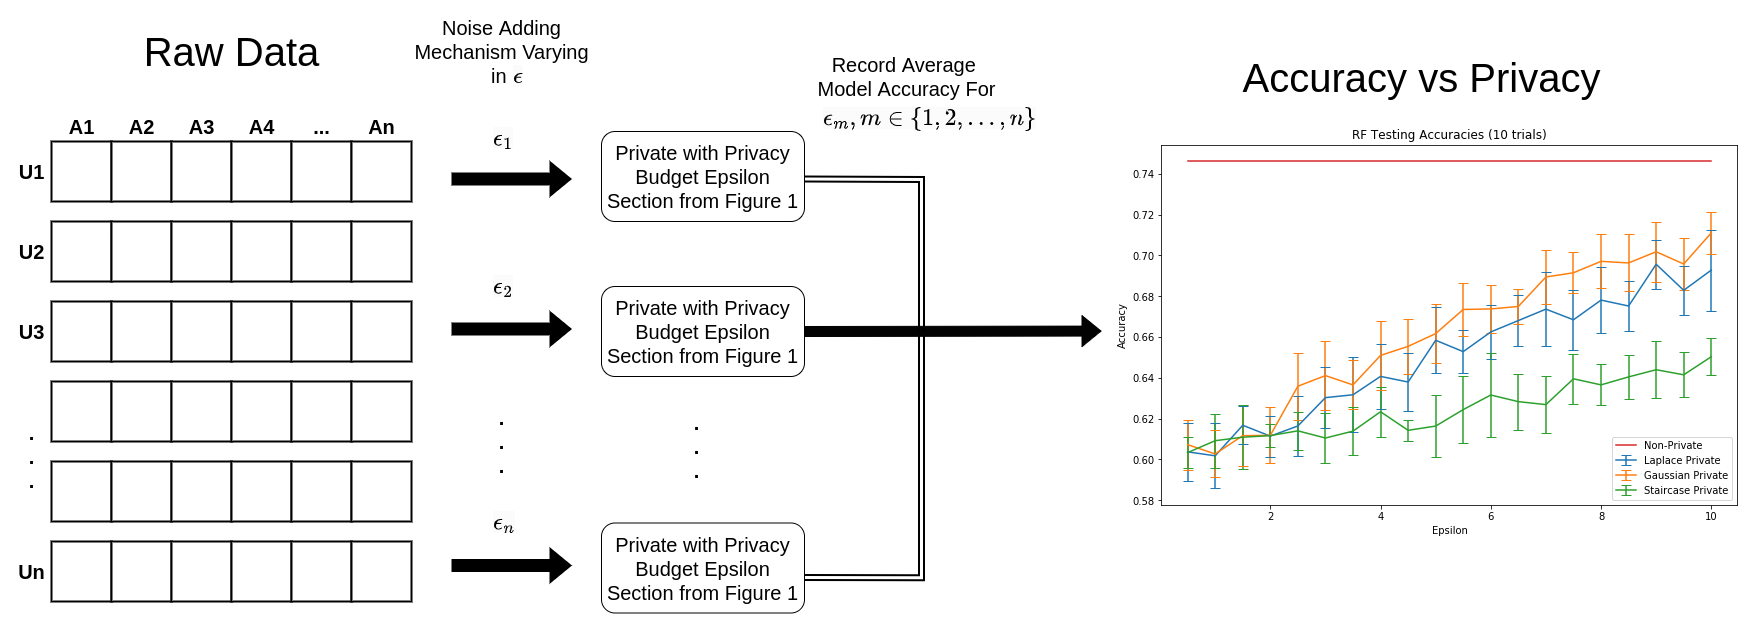 Raw Data
A1 A2 A3 A4 ... An
U1
U2
U3
.
.
.
Un
Noise Adding
Mechanism Varying
in ϵ
ϵ₁
ϵ₂
.
.
.
ϵₙ
Private with Privacy
Budget Epsilon
Section from Figure 1
Private with Privacy
Budget Epsilon
Section from Figure 1
.
.
.
Private with Privacy
Budget Epsilon
Section from Figure 1
Record Average
Model Accuracy For
ϵₘ, m ∈ {1, 2, ..., n}
Accuracy vs Privacy
RF Testing Accuracies (10 trials)
Accuracy
0.74
0.72
0.70
0.68
0.66
0.64
0.62
0.60
0.58
2 4 6 8 10
Epsilon
Non-Private
Laplace Private
Gaussian Private
Staircase Private